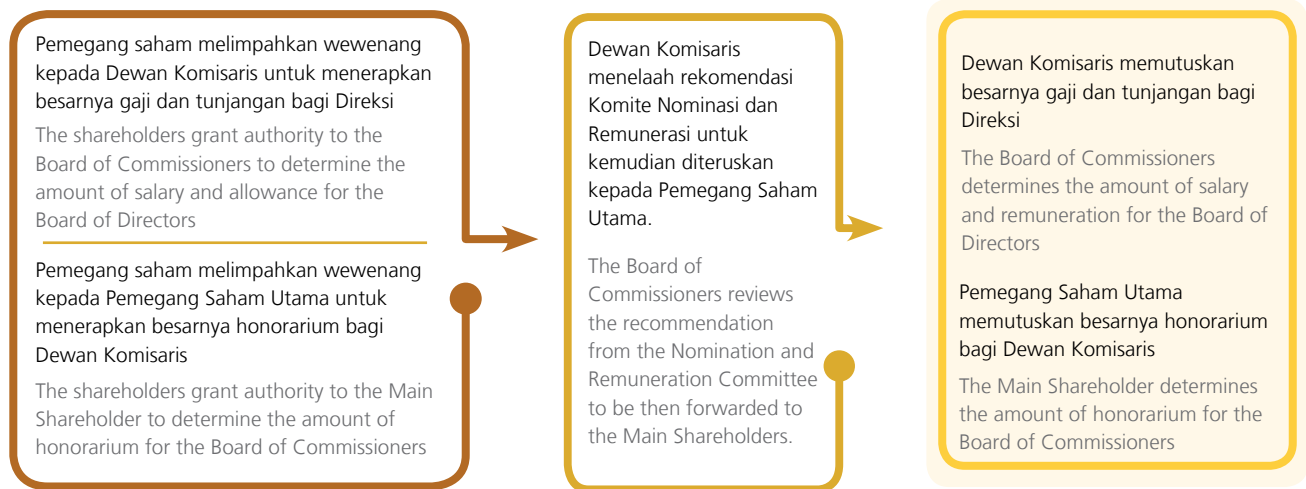 Pemegang saham melimpahkan wewenang
kepada Dewan Komisaris untuk menerapkan
besarnya gaji dan tunjangan bagi Direksi
The shareholders grant authority to the
Board of Commissioners to determine the
amount of salary and allowance for the
Board of Directors
Pemegang saham melimpahkan wewenang
kepada Pemegang Saham Utama untuk
menerapkan besarnya honorarium bagi
Dewan Komisaris
The shareholders grant authority to the Main
Shareholder to determine the amount of
honorarium for the Board of Commissioners
Dewan Komisaris
menelaah rekomendasi
Komite Nominasi dan
Remunerasi untuk
kemudian diteruskan
kepada Pemegang Saham
Utama.
The Board of
Commissioners reviews
the recommendation
from the Nomination and
Remuneration Committee
to be then forwarded to
the Main Shareholders.
Dewan Komisaris memutuskan
besarnya gaji dan tunjangan bagi
Direksi
The Board of Commissioners
determines the amount of salary
and remuneration for the Board of
Directors
Pemegang Saham Utama
memutuskan besarnya honorarium
bagi Dewan Komisaris
The Main Shareholder determines
the amount of honorarium for the
Board of Commissioners